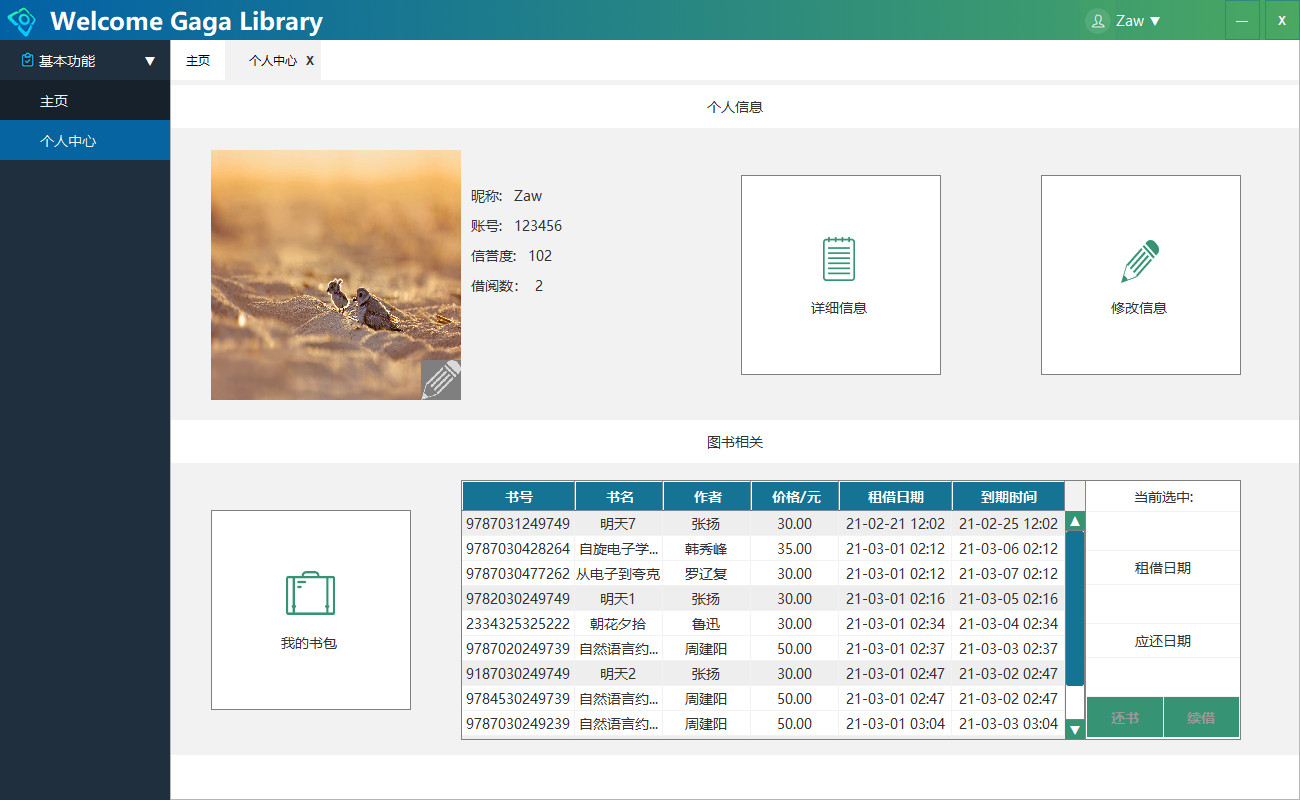 Welcome Gaga Library
Zaw ▼
— X
基本功能 ▼
主页
个人中心
主页
个人中心 X
个人信息
昵称: Zaw
账号: 123456
信誉度: 102
借阅数: 2
详细信息
修改信息
图书相关
我的书包
书号 书名 作者 价格/元 租借日期 到期时间
9787031249749 明天7 张扬 30.00 21-02-21 12:02 21-02-25 12:02
9787030428264 自旋电子学... 韩秀峰 35.00 21-03-01 02:12 21-03-06 02:12
9787030477262 从电子到夸克 罗辽复 30.00 21-03-01 02:12 21-03-07 02:12
9782030249749 明天1 张扬 30.00 21-03-01 02:16 21-03-05 02:16
2334325325222 朝花夕拾 鲁迅 30.00 21-03-01 02:34 21-03-04 02:34
9787020249739 自然语言约... 周建阳 50.00 21-03-01 02:37 21-03-03 02:37
9187030249749 明天2 张扬 30.00 21-03-01 02:47 21-03-02 02:47
9784530249739 自然语言约... 周建阳 50.00 21-03-01 02:47 21-03-02 02:47
9787030249239 自然语言约... 周建阳 50.00 21-03-01 03:04 21-03-03 03:04
当前选中:
租借日期
应还日期
还书 续借